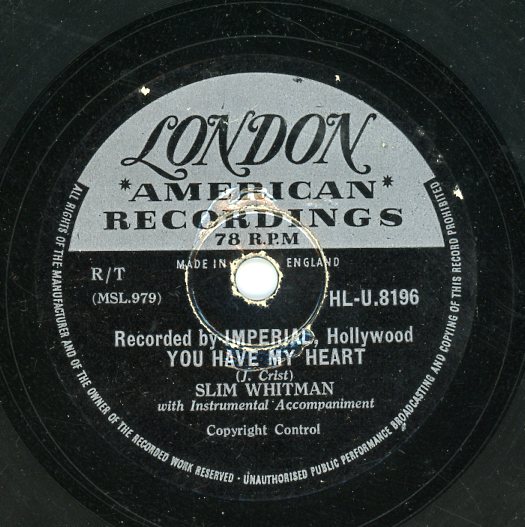 LONDON
*AMERICAN*
RECORDINGS
78 R.P.M
MADE IN ENGLAND
R/T
(MSL.979)
HL-U.8196
Recorded by IMPERIAL, Hollywood
YOU HAVE MY HEART
(J. Crist)
SLIM WHITMAN
with Instrumental Accompaniment
Copyright Control
ALL RIGHTS OF THE MANUFACTURER AND OF THE OWNER OF THE RECORDED WORK RESERVED - UNAUTHORISED PUBLIC PERFORMANCE BROADCASTING AND COPYING OF THIS RECORD PROHIBITED